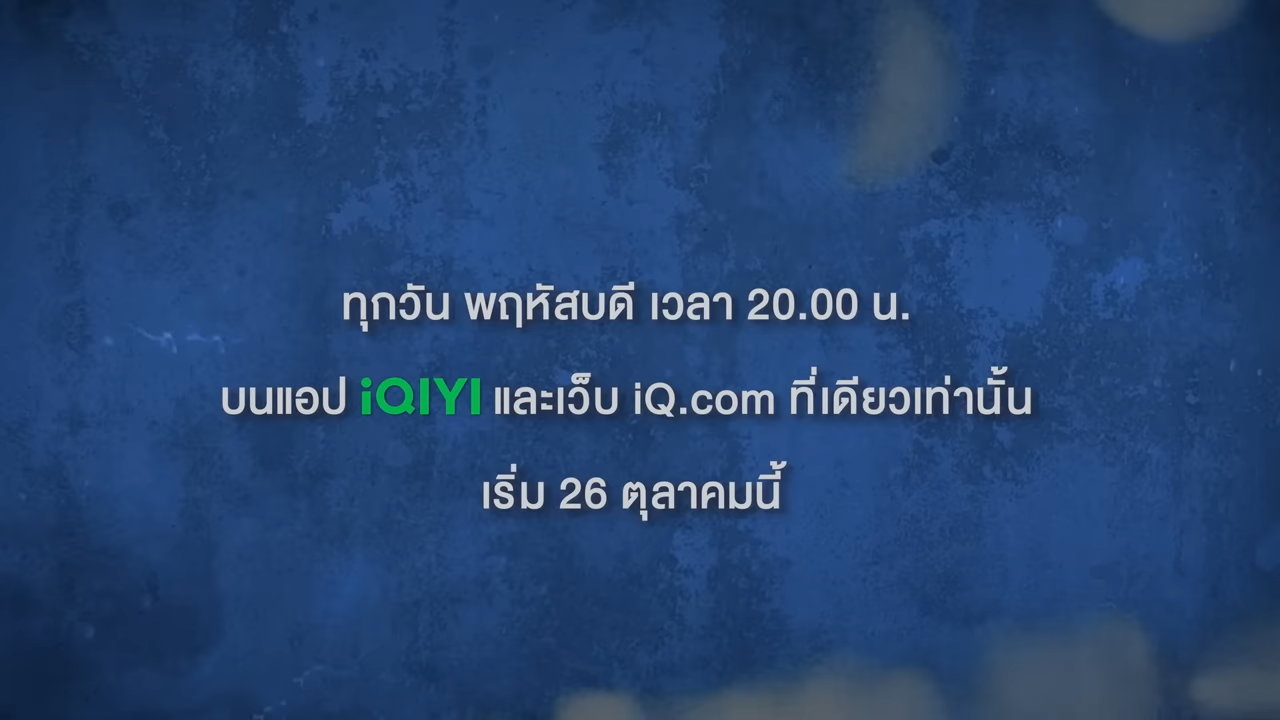 ทุกวัน พฤหัสบดี เวลา 20.00 น.
บนแอป iQIYI และเว็บ iQ.com ที่เดียวเท่านั้น
เริ่ม 26 ตุลาคมนี้